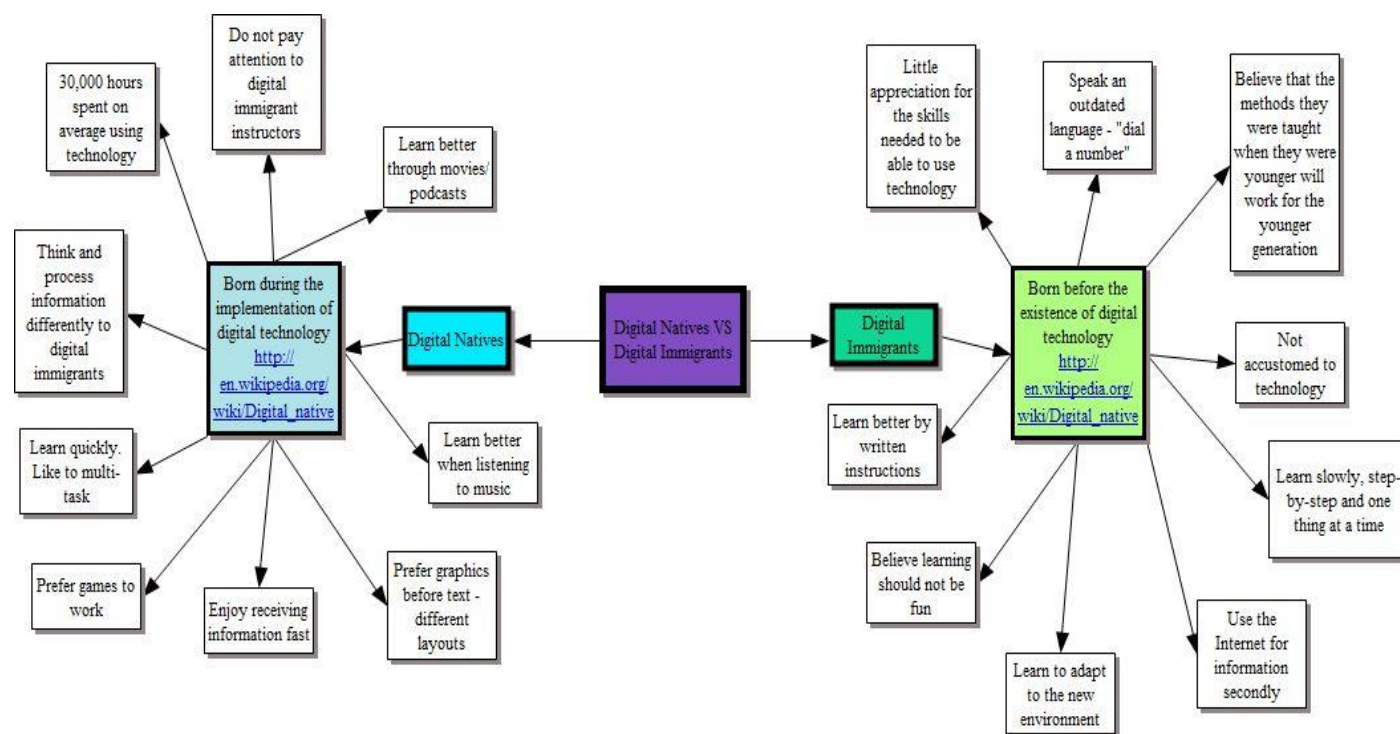 Do not pay
attention to
digital
immigrant
instructors
30,000 hours
spent on
average using
technology
Learn better
through movies/
podcasts
Think and
process
information
differently to
digital
immigrants
Born during the
implementation of
digital technology
http://
en.wikipedia.org/
wiki/Digital_native
Digital Natives
Learn quickly.
Like to multi-
task
Learn better
when listening
to music
Prefer games to
work
Enjoy receiving
information fast
Prefer graphics
before text -
different
layouts
Digital Natives VS
Digital Immigrants
Little
appreciation for
the skills
needed to be
able to use
technology
Speak an
outdated
language - "dial
a number"
Believe that the
methods they
were taught
when they were
younger will
work for the
younger
generation
Digital
Immigrants
Born before the
existence of digital
technology
http://
en.wikipedia.org/
wiki/Digital_native
Not
accustomed to
technology
Learn better by
written
instructions
Learn slowly, step-
by-step and one
thing at a time
Believe learning
should not be
fun
Learn to adapt
to the new
environment
Use the
Internet for
information
secondly